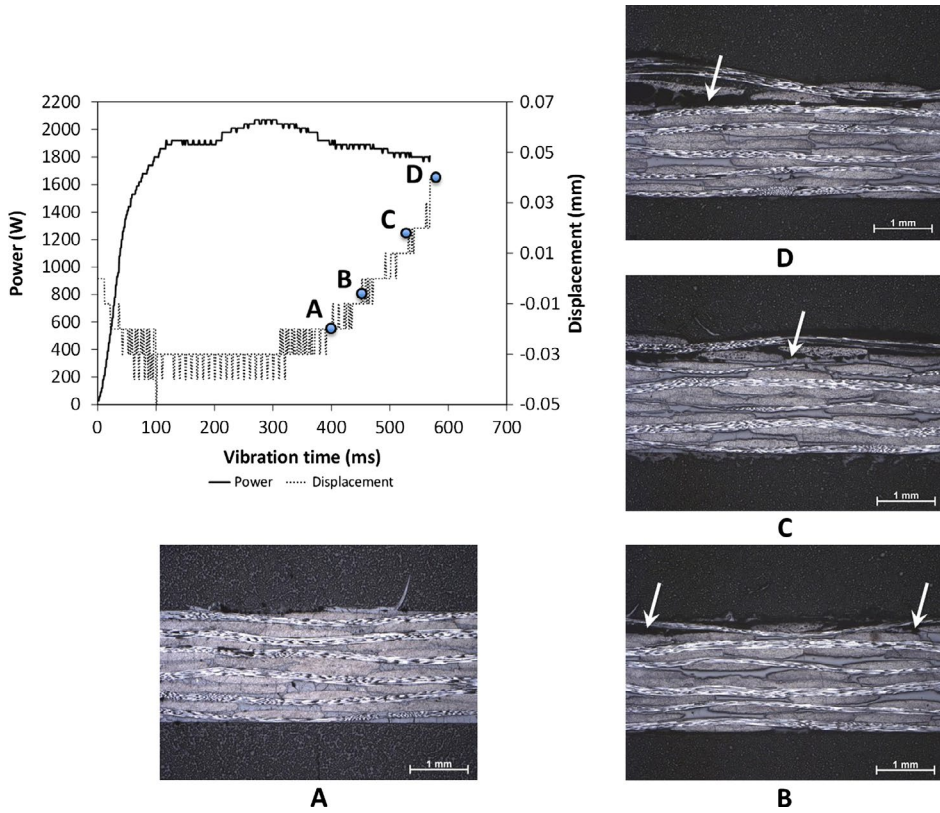 2200
2000
1800
1600
1400
1200
1000
800
600
400
200
0
Power (W)
0.07
0.05
0.03
0.01
-0.01
-0.03
-0.05
Displacement (mm)
0 100 200 300 400 500 600 700
Vibration time (ms)
Power Displacement
A
B
C
D
1 mm
D
1 mm
C
1 mm
A
1 mm
B